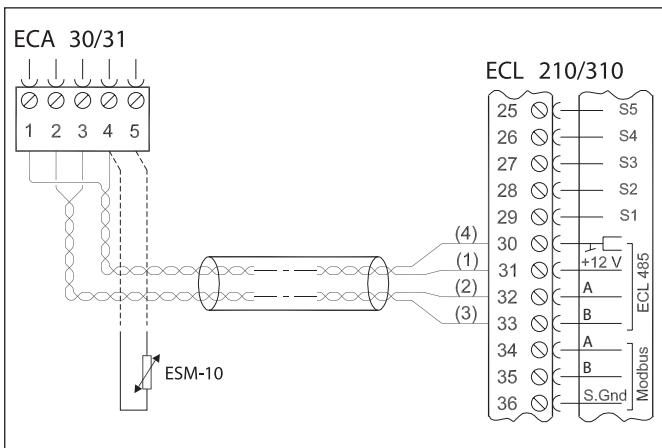 ECA 30/31
1 2 3 4 5
ESM-10
(4)
(1)
(2)
(3)
ECL 210/310
25 S5
26 S4
27 S3
28 S2
29 S1
30
31 +12 V
32 A
33 B
ECL 485
34 A
35 B
36 S.Gnd
Modbus